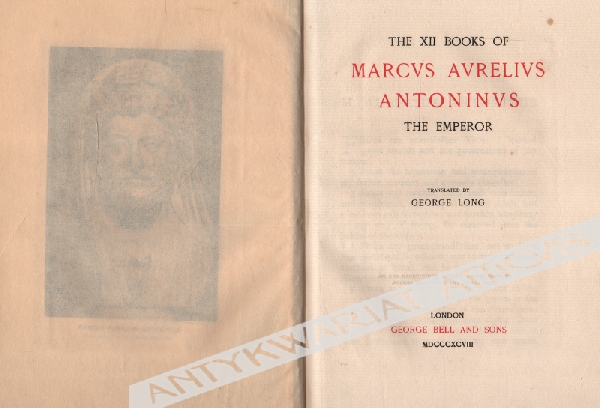 THE XII BOOKS OF
MARCVS AVRELIVS
ANTONINVS
THE EMPEROR
TRANSLATED BY
GEORGE LONG
LONDON
GEORGE BELL AND SONS
MDCCCXCVIII
ANTYKWARIAT